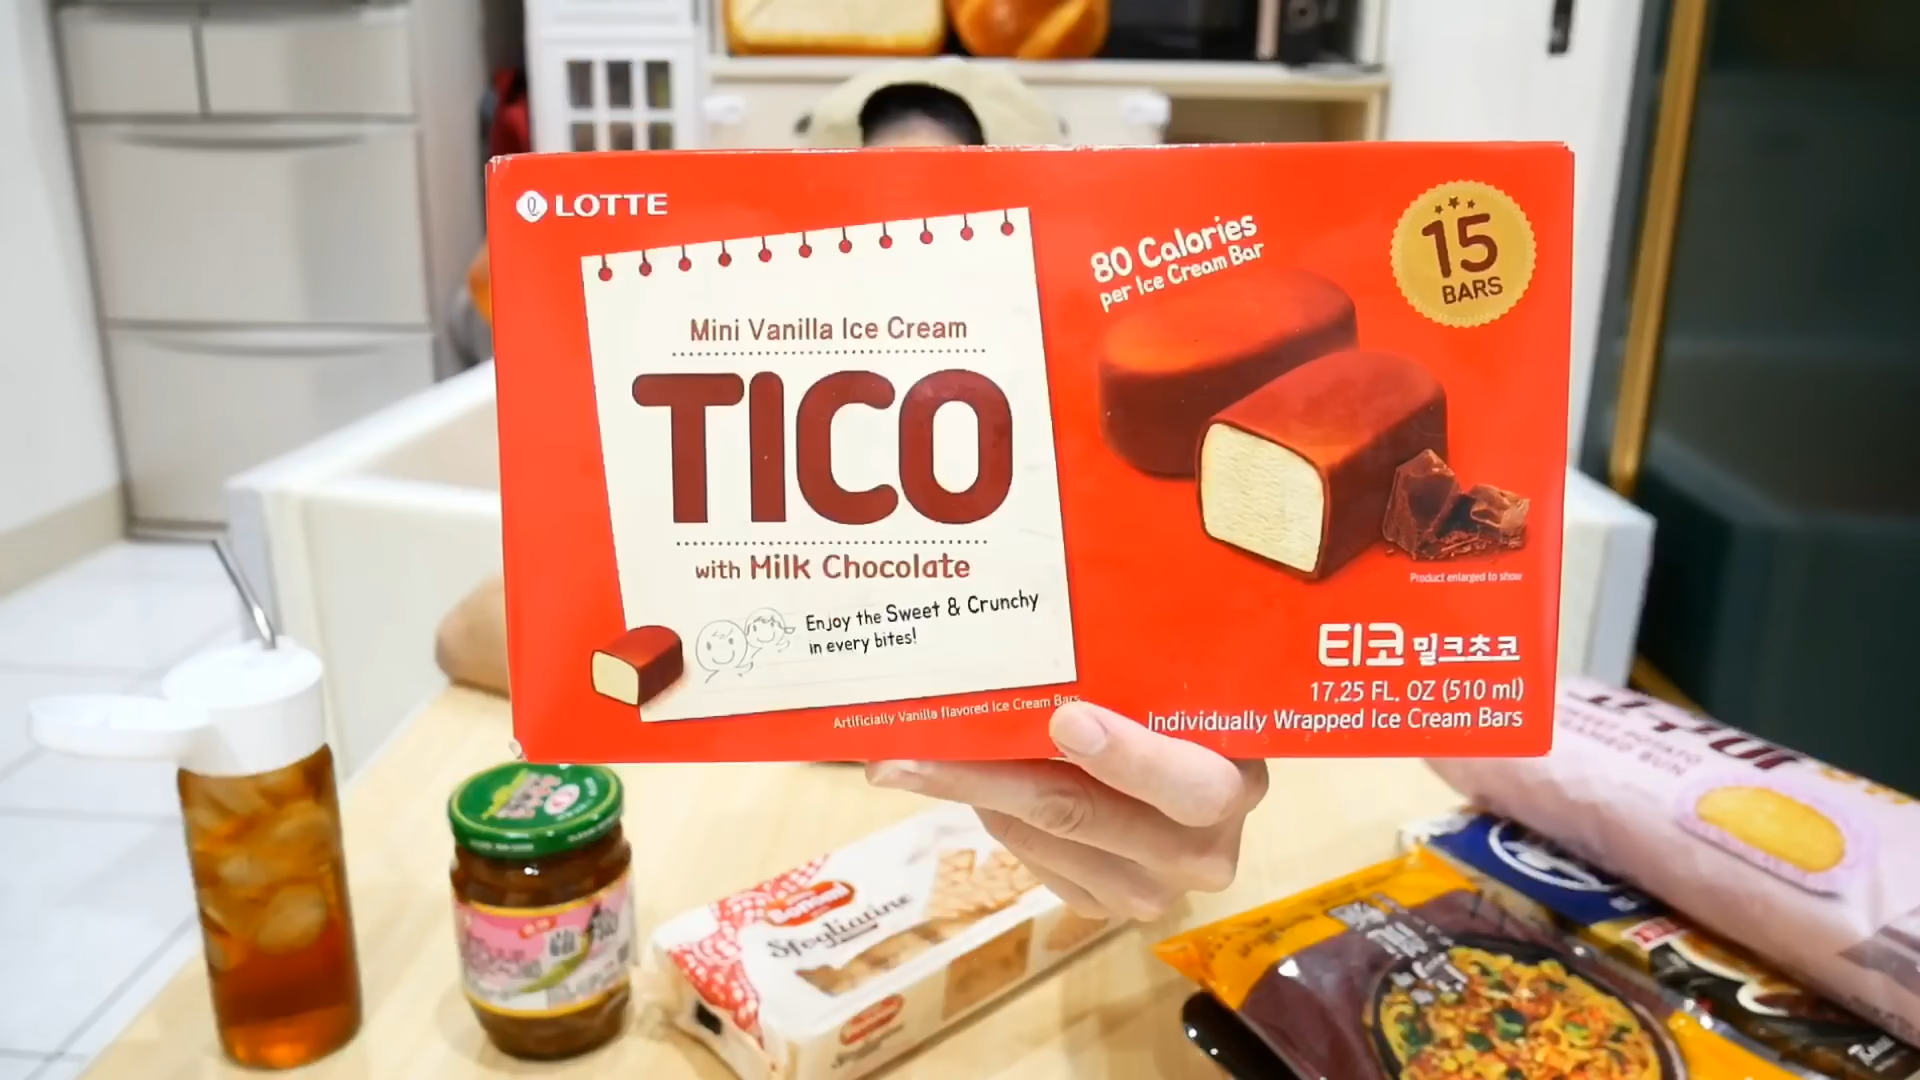 LOTTE
Mini Vanilla Ice Cream
TICO
with Milk Chocolate
Enjoy the Sweet & Crunchy
in every bites!
Artificially Vanilla flavored Ice Cream Bars
80 Calories
per Ice Cream Bar
15
BARS
Product enlarged to show
티코 밀크초코
17.25 FL. OZ (510 ml)
Individually Wrapped Ice Cream Bars
Bonomi
Sfogliatine